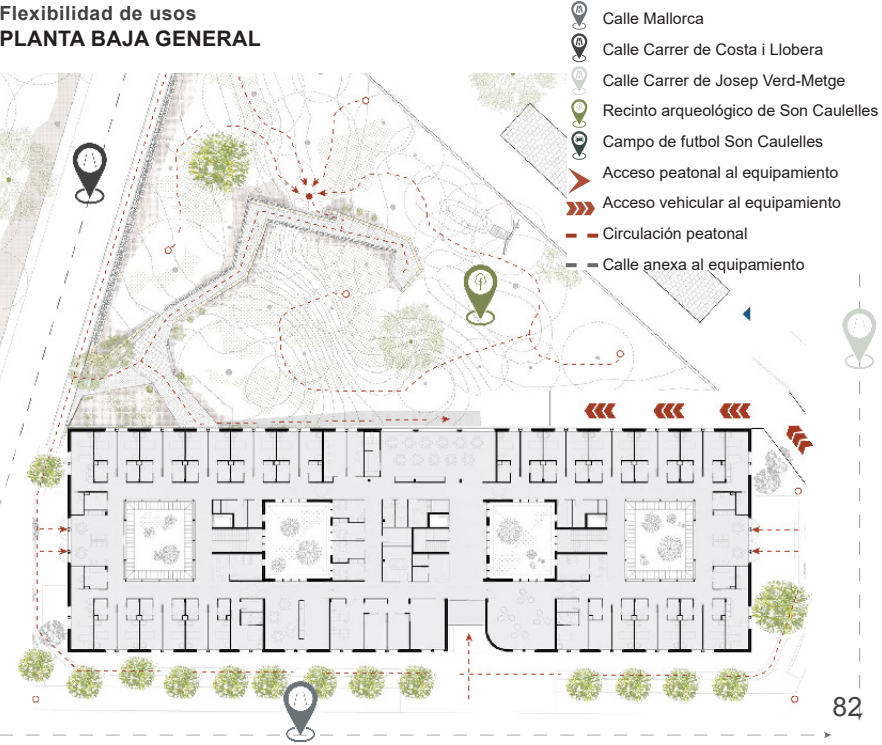 Flexibilidad de usos
PLANTA BAJA GENERAL
Calle Mallorca
Calle Carrer de Costa i Llobera
Calle Carrer de Josep Verd-Metge
Recinto arqueológico de Son Caulelles
Campo de futbol Son Caulelles
Acceso peatonal al equipamiento
Acceso vehicular al equipamiento
Circulación peatonal
Calle anexa al equipamiento
82